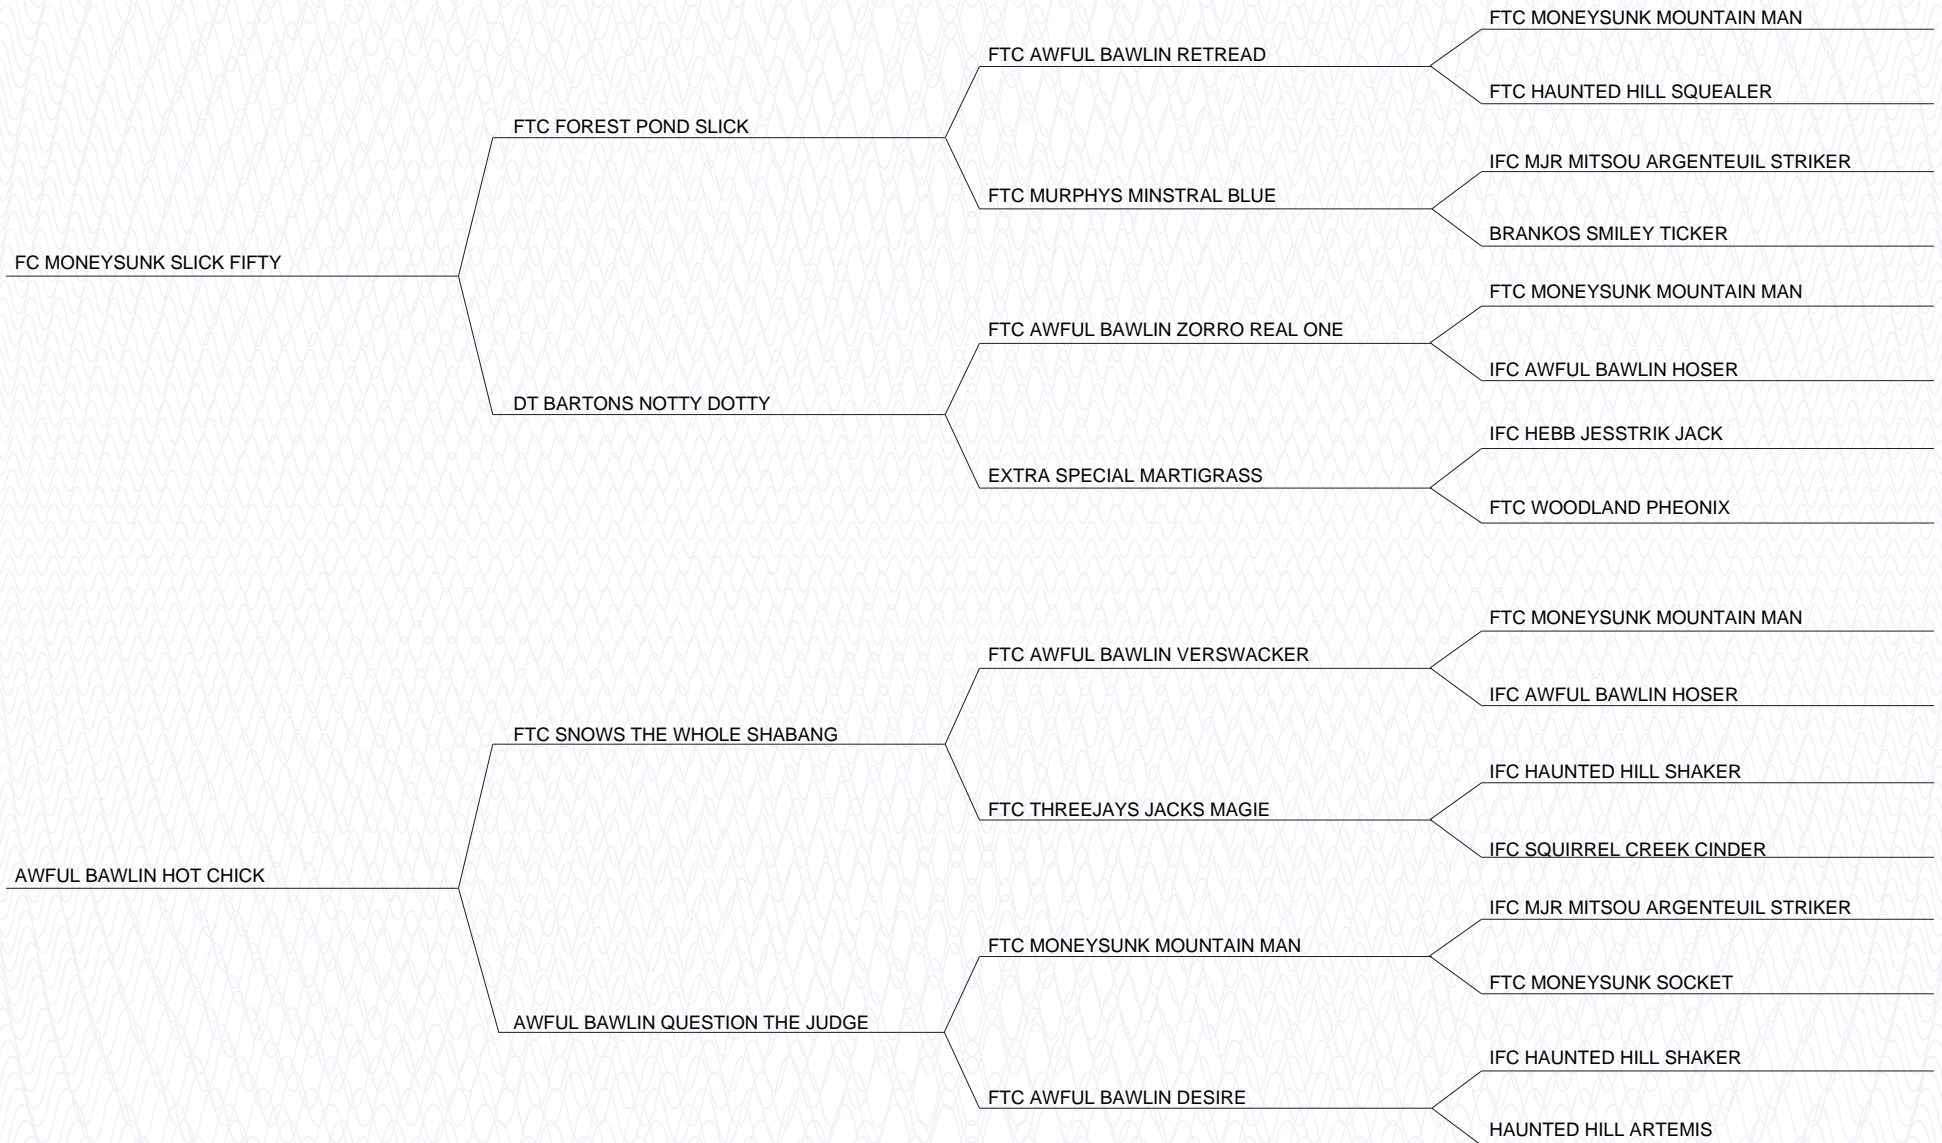 FTC MONEYSUNK MOUNTAIN MAN
FTC AWFUL BAWLIN RETREAD
FTC HAUNTED HILL SQUEALER
FTC FOREST POND SLICK
IFC MJR MITSOU ARGENTEUIL STRIKER
FTC MURPHYS MINSTRAL BLUE
BRANKOS SMILEY TICKER
FC MONEYSUNK SLICK FIFTY
FTC MONEYSUNK MOUNTAIN MAN
FTC AWFUL BAWLIN ZORRO REAL ONE
IFC AWFUL BAWLIN HOSER
DT BARTONS NOTTY DOTTY
IFC HEBB JESSTRIK JACK
EXTRA SPECIAL MARTIGRASS
FTC WOODLAND PHEONIX
FTC MONEYSUNK MOUNTAIN MAN
FTC AWFUL BAWLIN VERSWACKER
IFC AWFUL BAWLIN HOSER
FTC SNOWS THE WHOLE SHABANG
IFC HAUNTED HILL SHAKER
FTC THREEJAYS JACKS MAGIE
IFC SQUIRREL CREEK CINDER
AWFUL BAWLIN HOT CHICK
IFC MJR MITSOU ARGENTEUIL STRIKER
FTC MONEYSUNK MOUNTAIN MAN
FTC MONEYSUNK SOCKET
AWFUL BAWLIN QUESTION THE JUDGE
IFC HAUNTED HILL SHAKER
FTC AWFUL BAWLIN DESIRE
HAUNTED HILL ARTEMIS